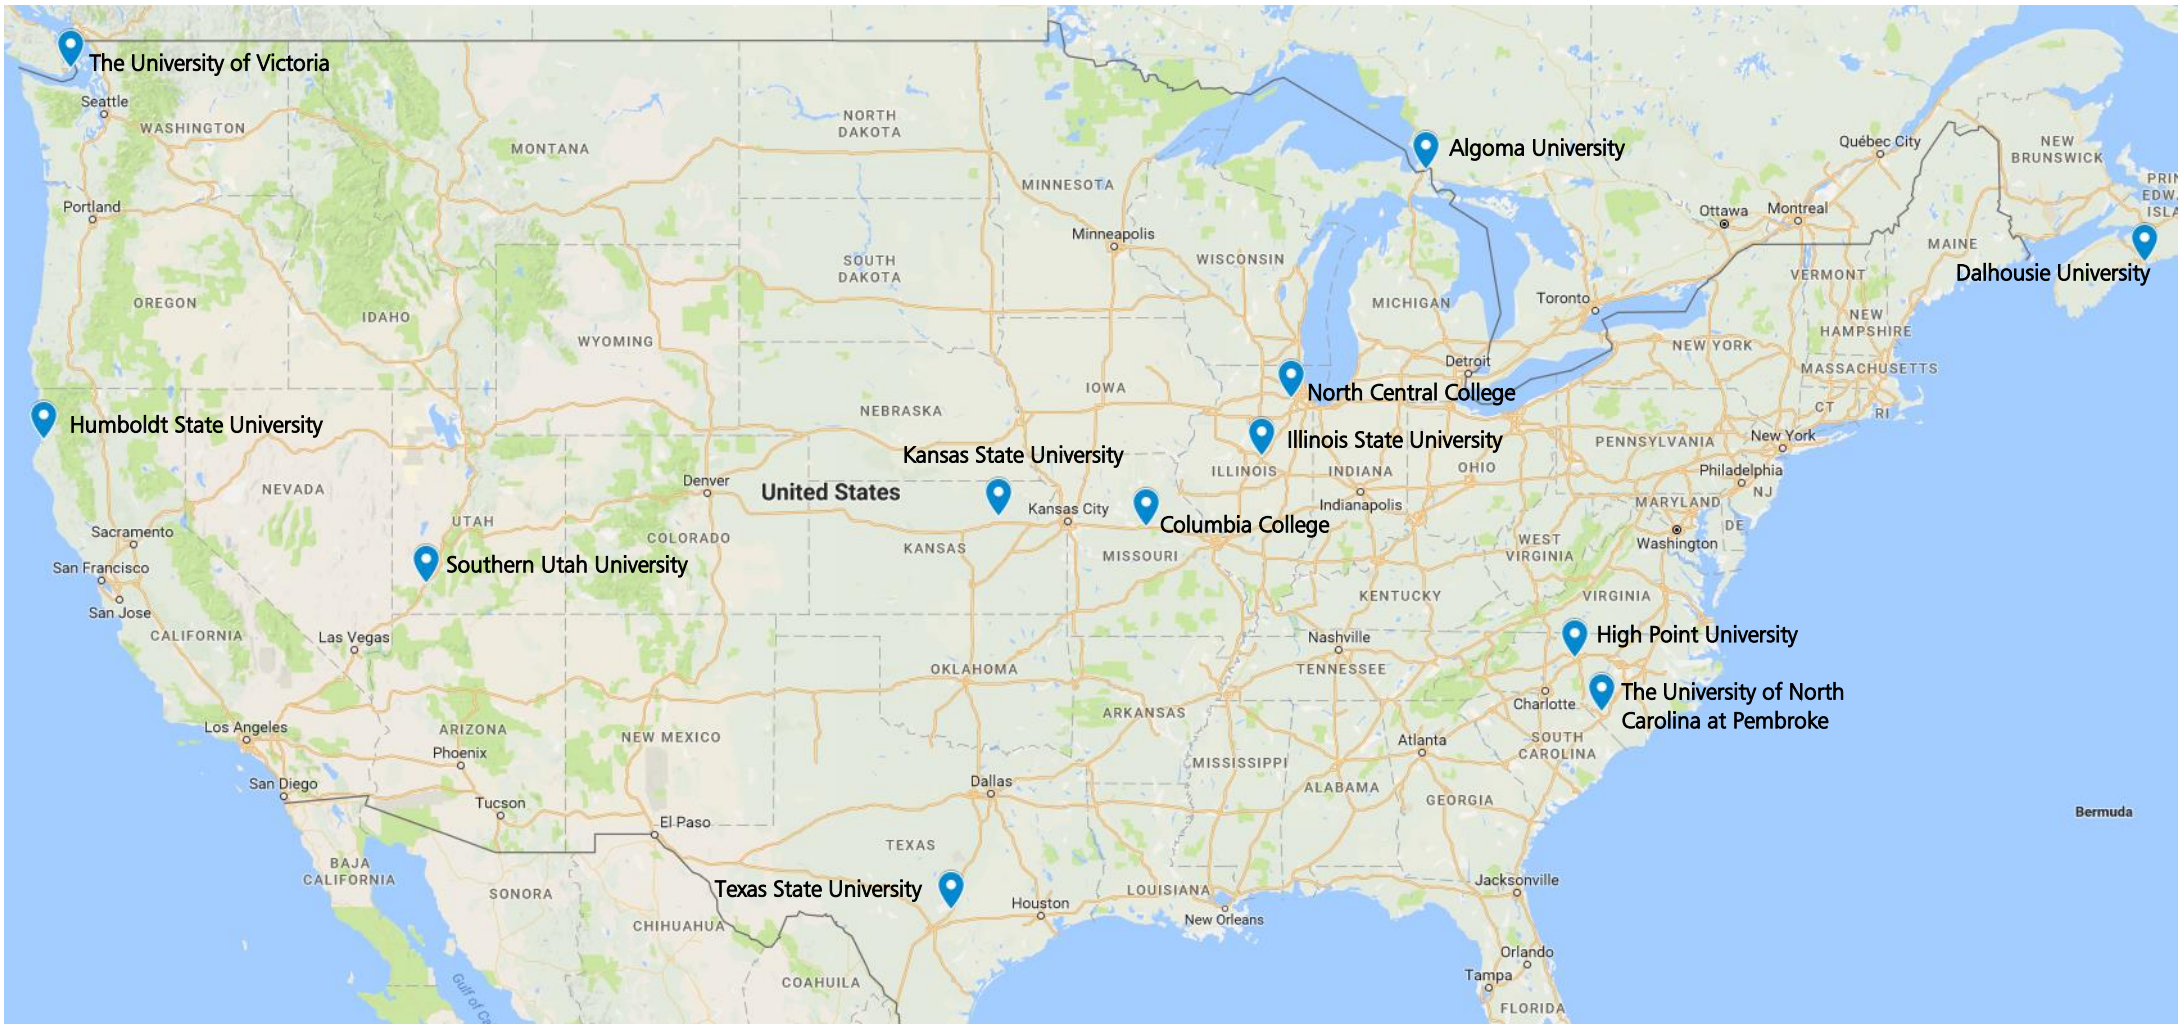 The University of Victoria
Seattle
WASHINGTON
MONTANA
NORTH
DAKOTA
MINNESOTA
Algoma University
Québec City
NEW
BRUNSWICK
Portland
Minneapolis
Ottawa
Montreal
PRIN
EDW
ISLA
WISCONSIN
MAINE
SOUTH
DAKOTA
Dalhousie University
VERMONT
OREGON
IDAHO
MICHIGAN
Toronto
NEW
HAMPSHIRE
WYOMING
NEW YORK
Detroit
MASSACHUSETTS
IOWA
North Central College
CT
RI
NEBRASKA
Humboldt State University
Illinois State University
PENNSYLVANIA
New York
Kansas State University
ILLINOIS
INDIANA
OHIO
Philadelphia
NJ
NEVADA
Denver
United States
Kansas City
Indianapolis
MARYLAND
DE
UTAH
Columbia College
Sacramento
COLORADO
KANSAS
MISSOURI
WEST
VIRGINIA
Washington
San Francisco
Southern Utah University
San Jose
KENTUCKY
VIRGINIA
CALIFORNIA
Las Vegas
Nashville
High Point University
OKLAHOMA
TENNESSEE
The University of North
Carolina at Pembroke
Charlotte
ARKANSAS
Los Angeles
ARIZONA
NEW MEXICO
Phoenix
Atlanta
SOUTH
CAROLINA
MISSISSIPPI
San Diego
Dallas
ALABAMA
GEORGIA
Tucson
El Paso
Bermuda
TEXAS
BAJA
CALIFORNIA
SONORA
Texas State University
LOUISIANA
Jacksonville
Houston
New Orleans
CHIHUAHUA
Orlando
Tampa
COAHUILA
Gulf of Ca
FLORIDA